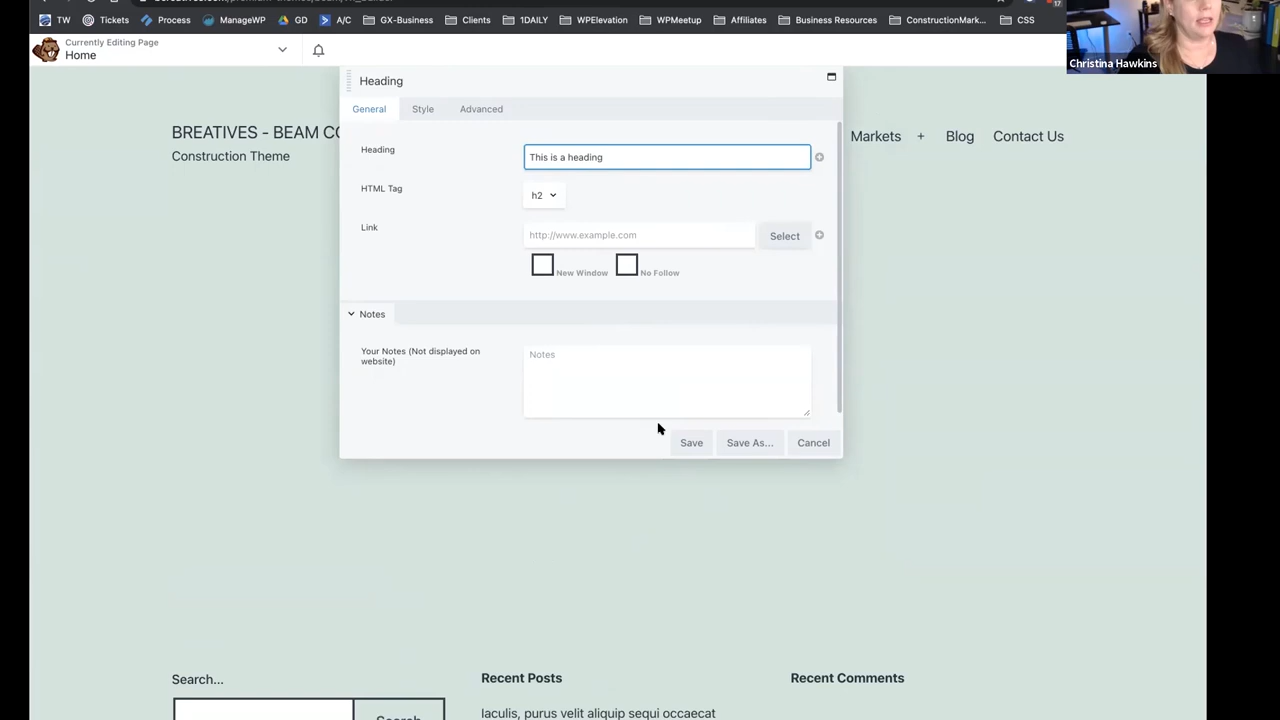 TW Tickets Process ManageWP GD A/C GX-Business Clients 1DAILY WPElevation WPMeetup Affiliates Business Resources ConstructionMark... CSS
17
Currently Editing Page
Home
Christina Hawkins
Heading
General Style Advanced
BREATIVES - BEAM CO
Construction Theme
Markets + Blog Contact Us
Heading
This is a heading
HTML Tag
h2
Link
http://www.example.com
Select
New Window No Follow
Notes
Your Notes (Not displayed on
website)
Notes
Save Save As... Cancel
Search...
Search
Recent Posts
Iaculis, purus velit aliquip sequi occaecat
Recent Comments